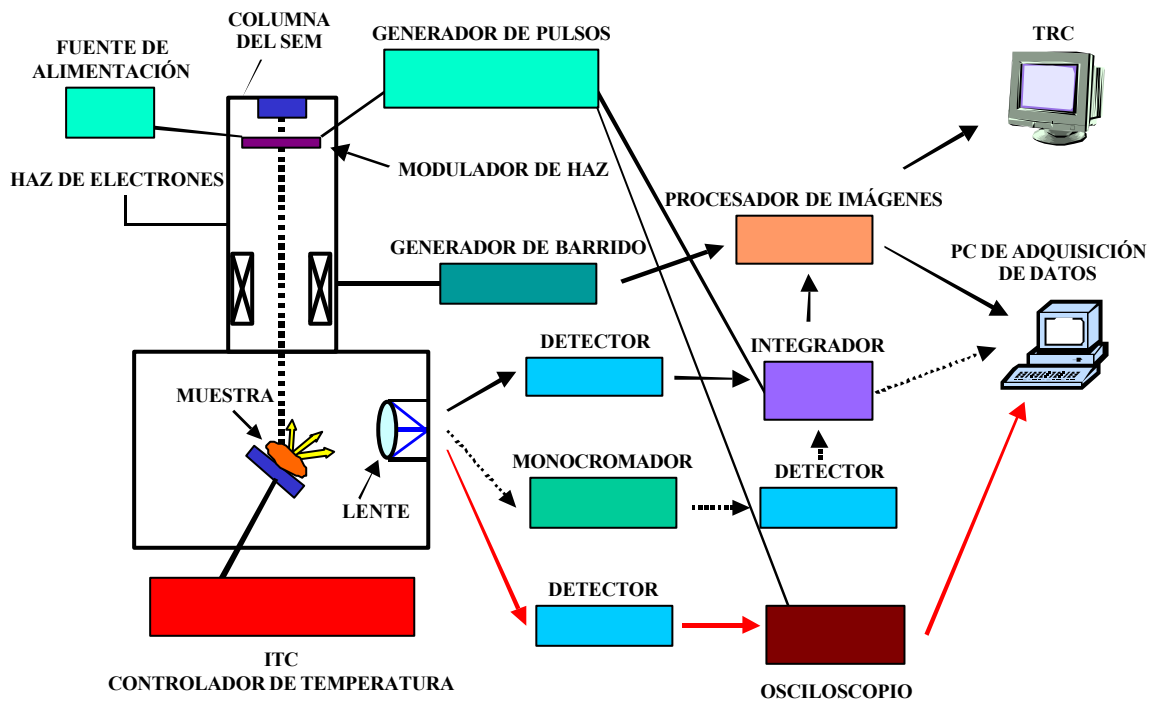 COLUMNA
DEL SEM
GENERADOR DE PULSOS
TRC
FUENTE DE
ALIMENTACIÓN
HAZ DE ELECTRONES
MODULADOR DE HAZ
PROCESADOR DE IMÁGENES
GENERADOR DE BARRIDO
PC DE ADQUISICIÓN
DE DATOS
DETECTOR
INTEGRADOR
MUESTRA
MONOCROMADOR
DETECTOR
LENTE
DETECTOR
ITC
CONTROLADOR DE TEMPERATURA
OSCILOSCOPIO